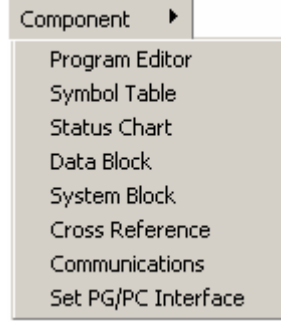 Component
Program Editor
Symbol Table
Status Chart
Data Block
System Block
Cross Reference
Communications
Set PG/PC Interface